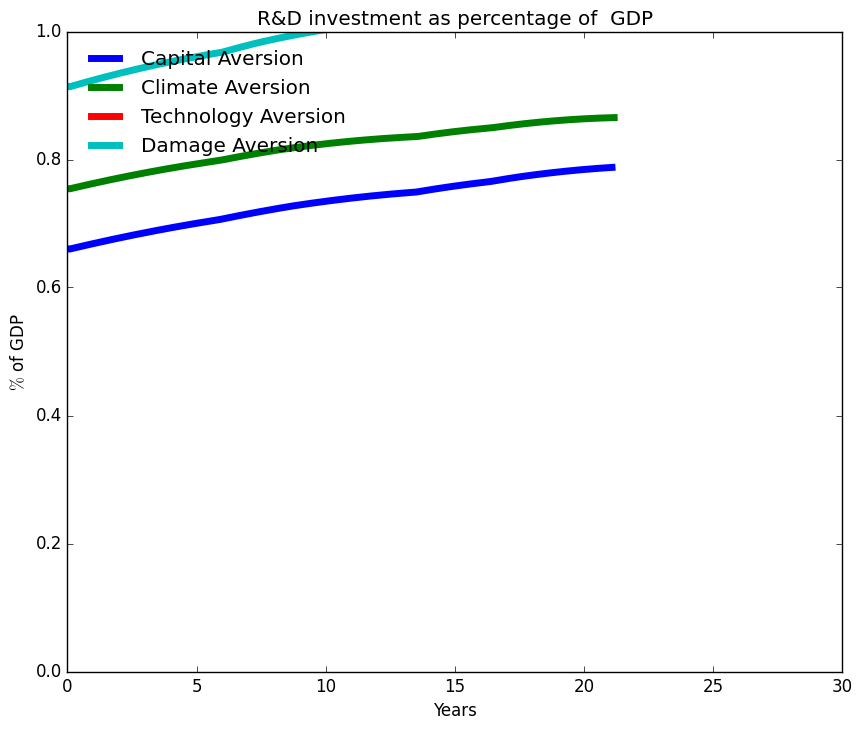 R&D investment as percentage of  GDP
1.0
0.8
0.6
0.4
0.2
0.0
% of GDP
Capital Aversion
Climate Aversion
Technology Aversion
Damage Aversion
0 5 10 15 20 25 30
Years